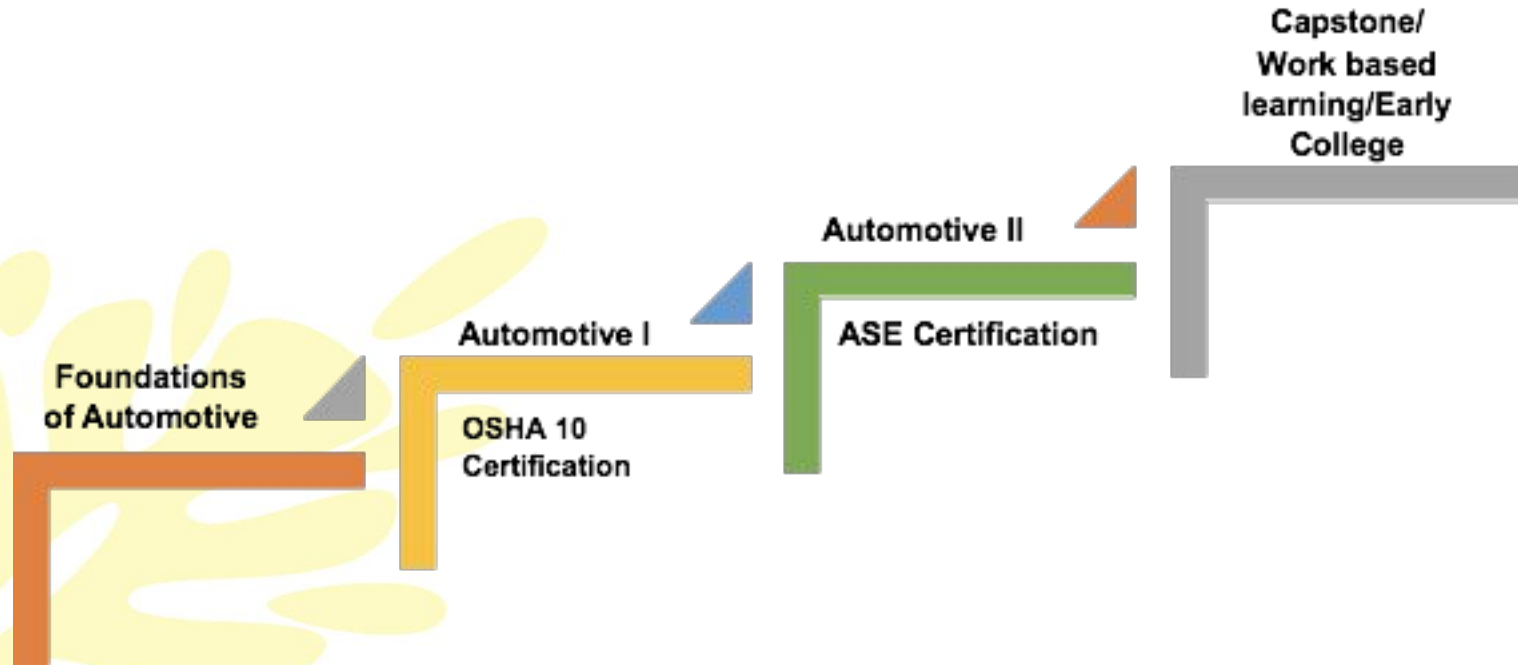 Foundations
of Automotive
Automotive I
OSHA 10
Certification
Automotive II
ASE Certification
Capstone/
Work based
learning/Early
College